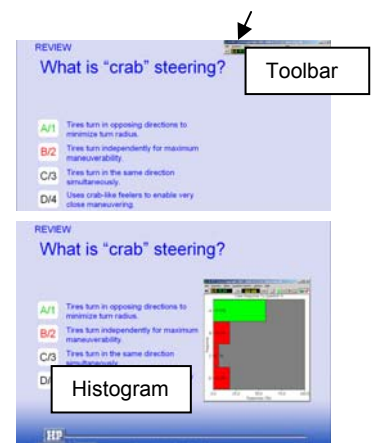 REVIEW
What is “crab” steering?
Toolbar
A/1 Tires turn in opposing directions to
minimize turn radius.
B/2 Tires turn independently for maximum
maneuverability.
C/3 Tires turn in the same direction
simultaneously.
D/4 Uses crab-like feelers to enable very
close maneuvering.
REVIEW
What is “crab” steering?
A/1 Tires turn in opposing directions to
minimize turn radius.
B/2 Tires turn independently for maximum
maneuverability.
C/3 Tires turn in the same direction
simultaneously.
Histogram
HP